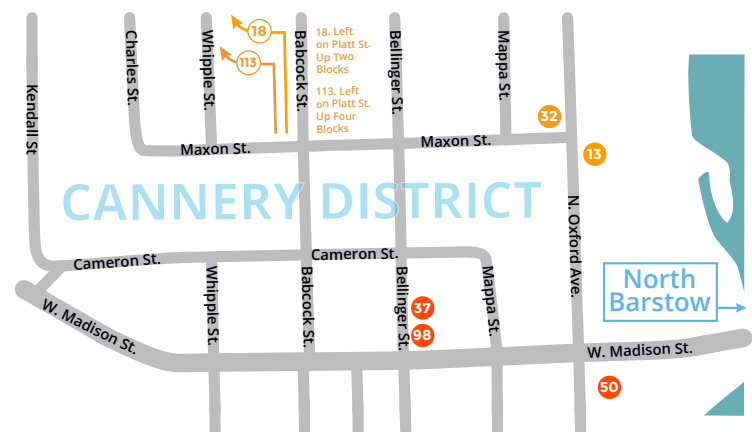 18
113
18. Left
on Platt St.
Up Two
Blocks
113. Left
on Platt St.
Up Four
Blocks
Kendall St
Charles St.
Whipple St.
Babcock St.
Bellinger St.
Mappa St.
32
13
Maxon St.
Maxon St.
CANNERY DISTRICT
N. Oxford Ave.
Cameron St.
Cameron St.
Whipple St.
Babcock St.
Bellinger St.
Mappa St.
37
98
North
Barstow
W. Madison St.
W. Madison St.
50